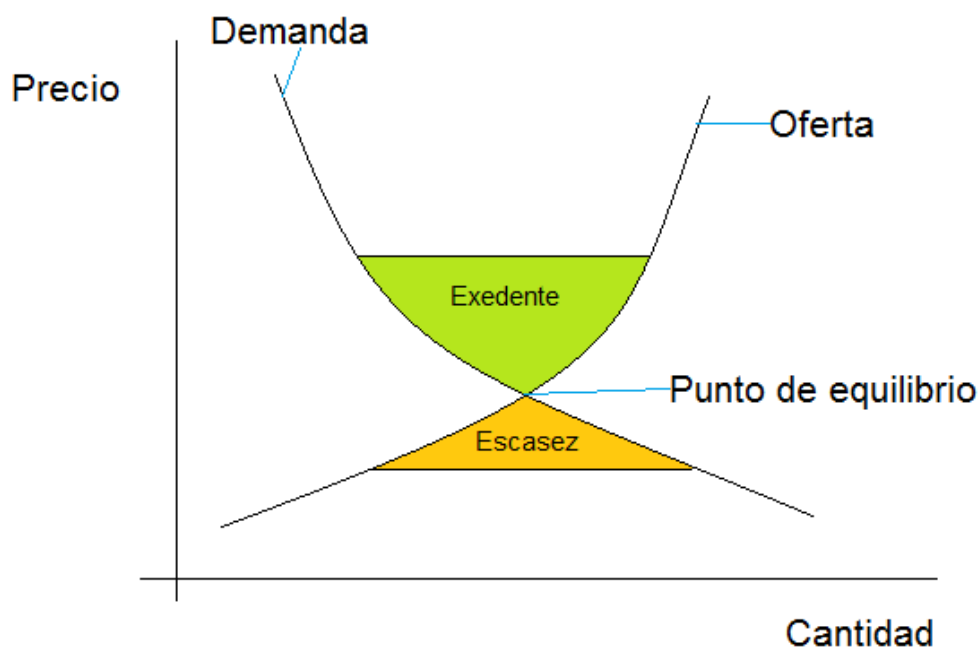 Demanda
Precio
Oferta
Exedente
Punto de equilibrio
Escasez
Cantidad